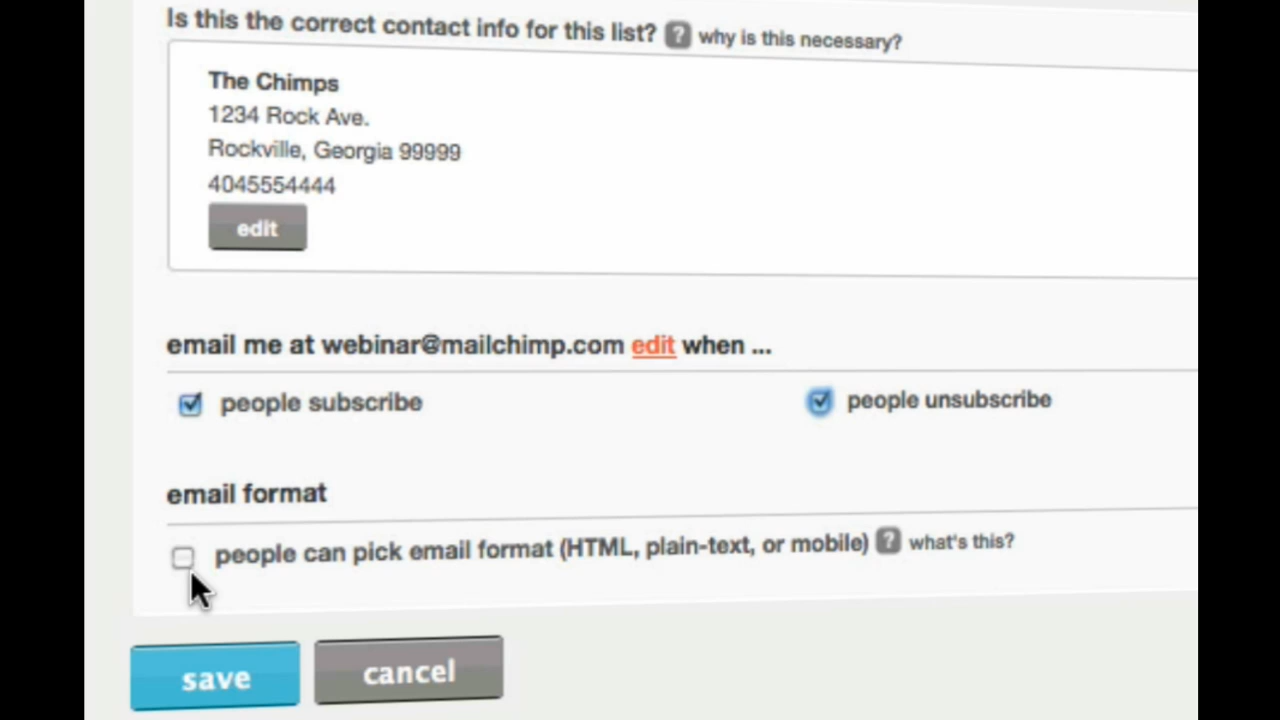 Is this the correct contact info for this list? ? why is this necessary?
The Chimps
1234 Rock Ave.
Rockville, Georgia 99999
4045554444
edit
email me at webinar@mailchimp.com edit when ...
people subscribe people unsubscribe
email format
people can pick email format (HTML, plain-text, or mobile) ? what's this?
save cancel